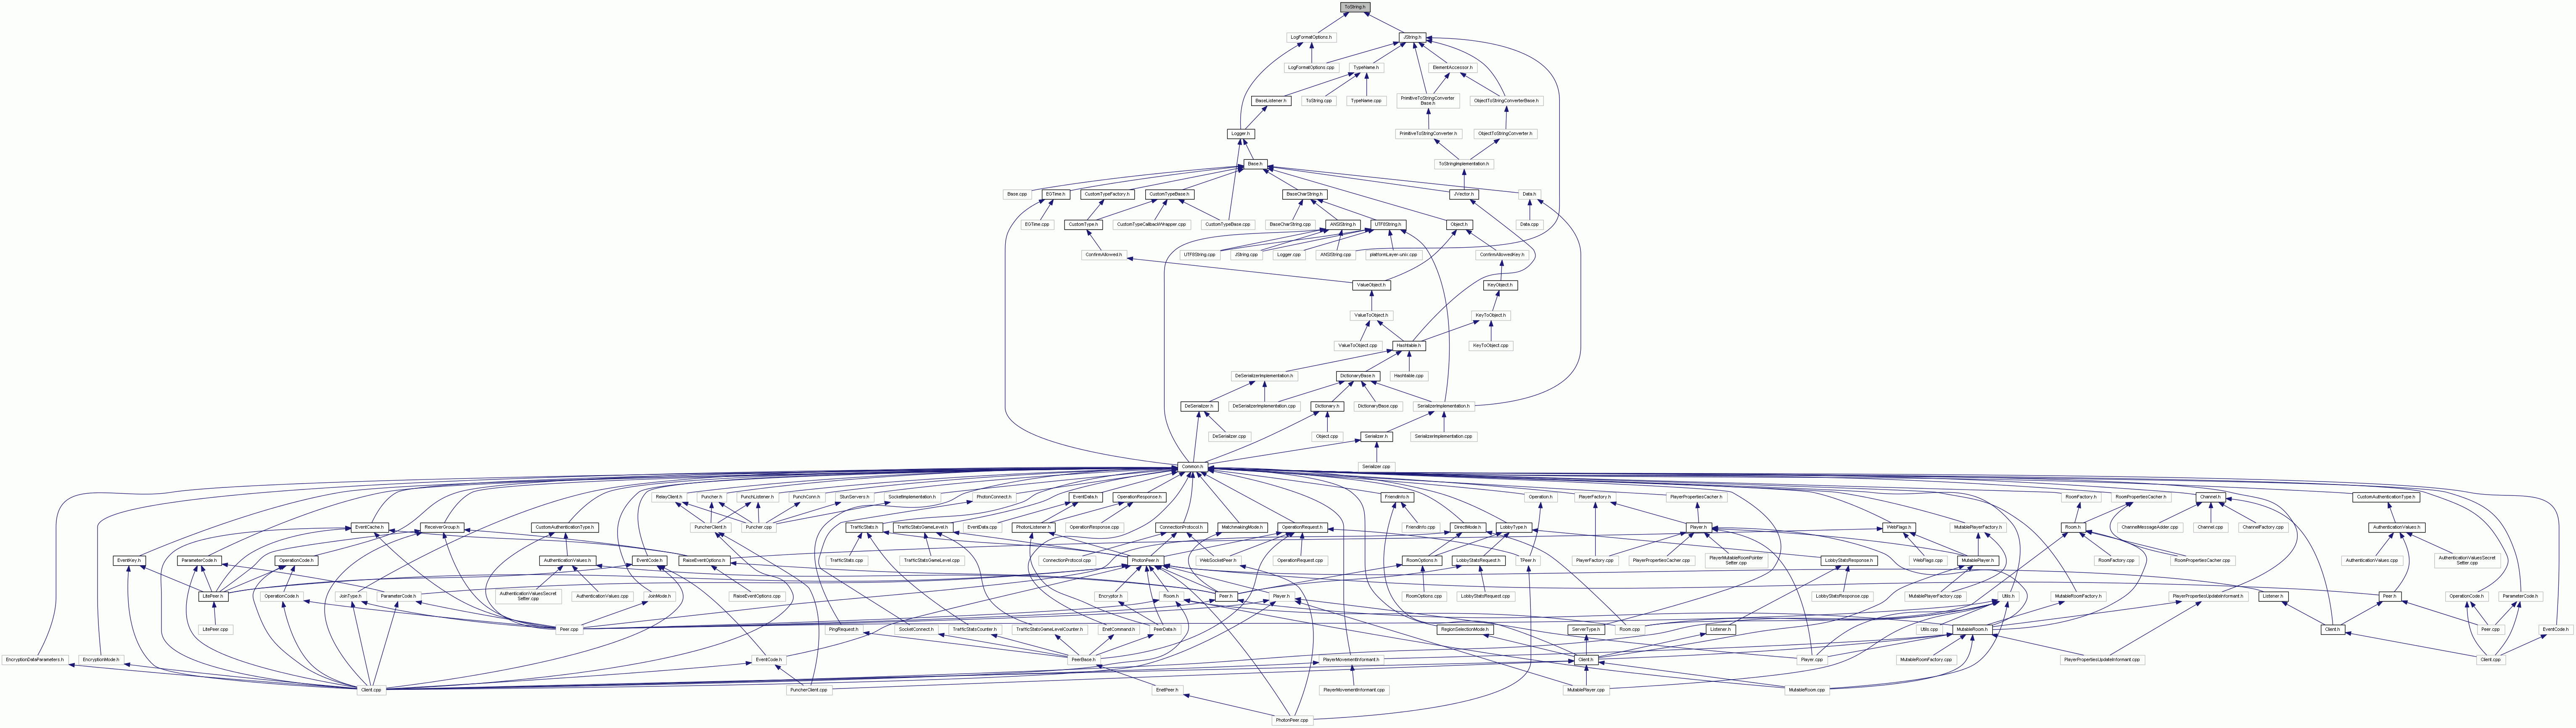 ToString.h
LogFormatOptions.h
JString.h
LogFormatOptions.cpp
TypeName.h
ElementAccessor.h
BaseListener.h
ToString.cpp
TypeName.cpp
PrimitiveToStringConverter
Base.h
ObjectToStringConverterBase.h
Logger.h
PrimitiveToStringConverter.h
ObjectToStringConverter.h
Base.h
ToStringImplementation.h
Base.cpp
EGTime.h
CustomTypeFactory.h
CustomTypeBase.h
BaseCharString.h
JVector.h
Data.h
EGTime.cpp
CustomType.h
CustomTypeCallbackWrapper.cpp
CustomTypeBase.cpp
BaseCharString.cpp
ANSIString.h
UTF8String.h
Object.h
Data.cpp
ConfirmAllowed.h
UTF8String.cpp
JString.cpp
Logger.cpp
ANSIString.cpp
platformLayer-unix.cpp
ConfirmAllowedKey.h
ValueObject.h
KeyObject.h
ValueToObject.h
KeyToObject.h
ValueToObject.cpp
Hashtable.h
KeyToObject.cpp
DeSerializerImplementation.h
DictionaryBase.h
Hashtable.cpp
DeSerializer.h
DeSerializerImplementation.cpp
Dictionary.h
DictionaryBase.cpp
SerializerImplementation.h
DeSerializer.cpp
Object.cpp
Serializer.h
SerializerImplementation.cpp
Common.h
Serializer.cpp
RelayClient.h
Puncher.h
PunchListener.h
PunchConn.h
StunServers.h
SocketImplementation.h
PhotonConnect.h
EventData.h
OperationResponse.h
FriendInfo.h
Operation.h
PlayerFactory.h
PlayerPropertiesCacher.h
RoomFactory.h
RoomPropertiesCacher.h
Channel.h
CustomAuthenticationType.h
EventCache.h
ReceiverGroup.h
CustomAuthenticationType.h
PuncherClient.h
Puncher.cpp
TrafficStats.h
TrafficStatsGameLevel.h
EventData.cpp
PhotonListener.h
OperationResponse.cpp
ConnectionProtocol.h
MatchmakingMode.h
OperationRequest.h
FriendInfo.cpp
DirectMode.h
LobbyType.h
Player.h
WebFlags.h
MutablePlayerFactory.h
Room.h
ChannelMessageAdder.cpp
Channel.cpp
ChannelFactory.cpp
AuthenticationValues.h
EventKey.h
ParameterCode.h
OperationCode.h
AuthenticationValues.h
EventCode.h
RaiseEventOptions.h
TrafficStats.cpp
TrafficStatsGameLevel.cpp
ConnectionProtocol.cpp
PhotonPeer.h
WebSocketPeer.h
OperationRequest.cpp
TPeer.h
RoomOptions.h
LobbyStatsRequest.h
PlayerFactory.cpp
PlayerPropertiesCacher.cpp
PlayerMutableRoomPointer
Setter.cpp
LobbyStatsResponse.h
WebFlags.cpp
MutablePlayer.h
RoomFactory.cpp
RoomPropertiesCacher.cpp
AuthenticationValues.cpp
AuthenticationValuesSecret
Setter.cpp
LitePeer.h
OperationCode.h
JoinType.h
ParameterCode.h
AuthenticationValuesSecret
Setter.cpp
AuthenticationValues.cpp
JoinMode.h
RaiseEventOptions.cpp
Encryptor.h
Room.h
Peer.h
Player.h
RoomOptions.cpp
LobbyStatsRequest.cpp
LobbyStatsResponse.cpp
MutablePlayerFactory.cpp
Utils.h
MutableRoomFactory.h
PlayerPropertiesUpdateInformant.h
Listener.h
Peer.h
OperationCode.h
ParameterCode.h
LitePeer.cpp
Peer.cpp
PingRequest.h
SocketConnect.h
TrafficStatsCounter.h
TrafficStatsGameLevelCounter.h
EnetCommand.h
PeerData.h
Room.cpp
RegionSelectionMode.h
ServerType.h
Listener.h
Utils.cpp
MutableRoom.h
Client.h
Peer.cpp
EventCode.h
EncryptionDataParameters.h
EncryptionMode.h
EventCode.h
PeerBase.h
PlayerMovementInformant.h
Client.h
Player.cpp
MutableRoomFactory.cpp
PlayerPropertiesUpdateInformant.cpp
Client.cpp
Client.cpp
PuncherClient.cpp
EnetPeer.h
PlayerMovementInformant.cpp
MutablePlayer.cpp
MutableRoom.cpp
PhotonPeer.cpp